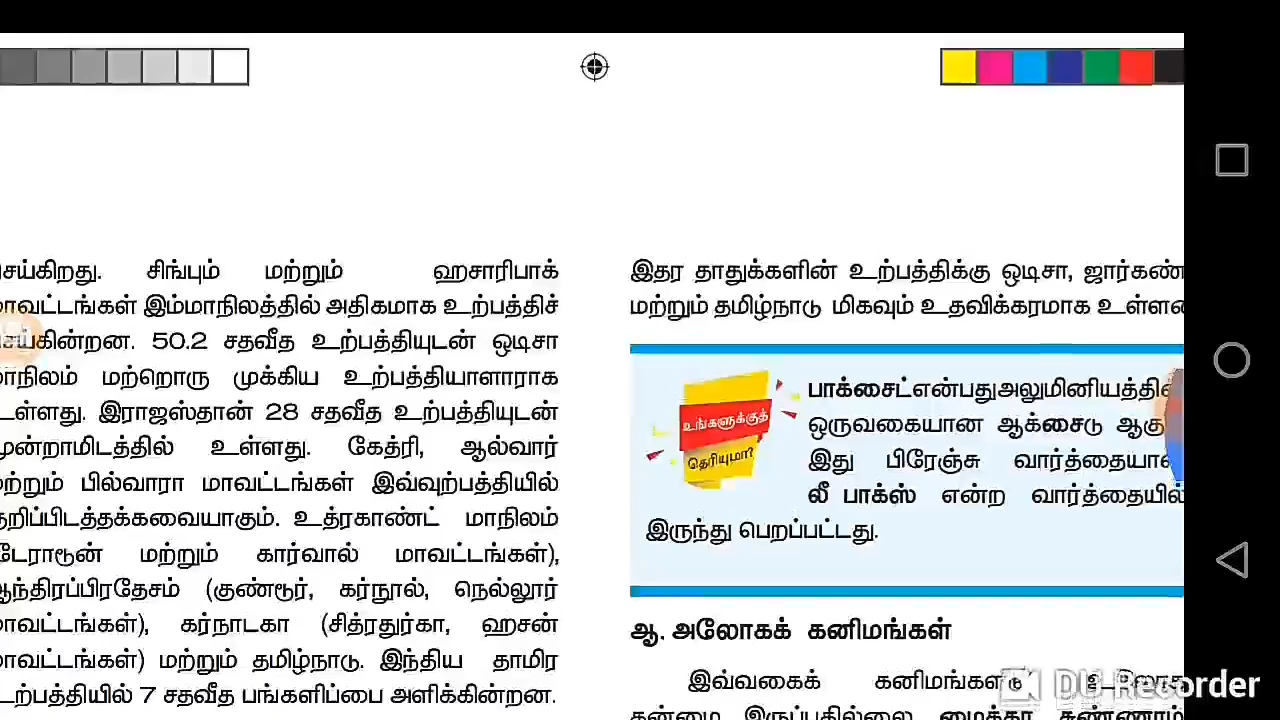 செய்கிறது. சிங்பும் மற்றும் ஹசாரிபாக்
மாவட்டங்கள் இம்மாநிலத்தில் அதிகமாக உற்பத்திச்
செய்கின்றன. 50.2 சதவீத உற்பத்தியுடன் ஒடிசா
மாநிலம் மற்றொரு முக்கிய உற்பத்தியாளாராக
உள்ளது. இராஜஸ்தான் 28 சதவீத உற்பத்தியுடன்
மூன்றாமிடத்தில் உள்ளது. கேத்ரி, ஆல்வார்
மற்றும் பில்வாரா மாவட்டங்கள் இவ்வுற்பத்தியில்
குறிப்பிடத்தக்கவையாகும். உத்ரகாண்ட் மாநிலம்
(டேராடூன் மற்றும் கார்வால் மாவட்டங்கள்),
ஆந்திரப்பிரதேசம் (குண்டூர், கர்நூல், நெல்லூர்
மாவட்டங்கள்), கர்நாடகா (சித்ரதுர்கா, ஹசன்
மாவட்டங்கள்) மற்றும் தமிழ்நாடு. இந்திய தாமிர
உற்பத்தியில் 7 சதவீத பங்களிப்பை அளிக்கின்றன.
இதர தாதுக்களின் உற்பத்திக்கு ஒடிசா, ஜார்கண்
மற்றும் தமிழ்நாடு மிகவும் உதவிக்கரமாக உள்ளன
உங்களுக்குத்
தெரியுமா?
பாக்சைட்என்பதுஅலுமினியத்தின்
ஒருவகையான ஆக்சைடு ஆகு
இது பிரேஞ்சு வார்த்தையான
லீ பாக்ஸ் என்ற வார்த்தையில்
இருந்து பெறப்பட்டது.
ஆ. அலோகக் கனிமங்கள்
இவ்வகைக் கனிமங்களில் உலோக
தன்மை இருப்பதில்லை. மைக்கா, சுண்ணாம்
DU Recorder